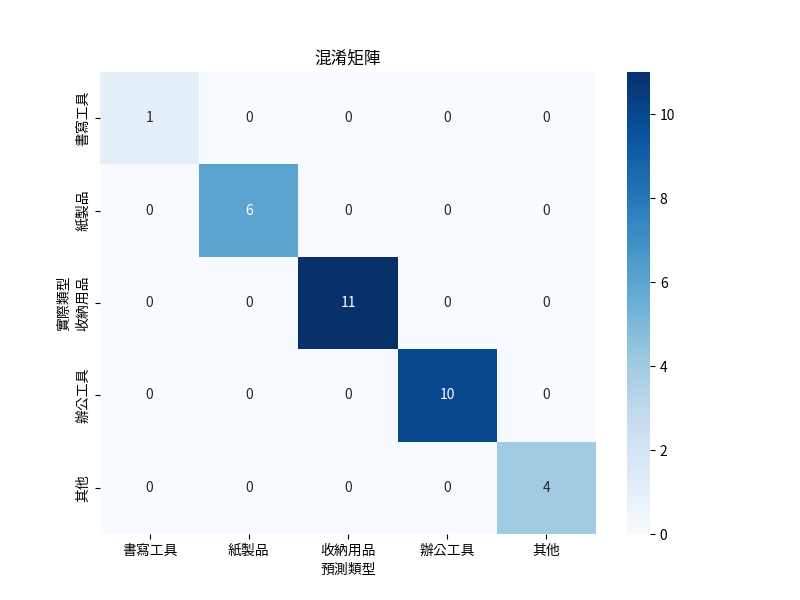 混淆矩陣
書寫工具 1 0 0 0 0
紙製品 0 6 0 0 0
實際類型
收納用品 0 0 11 0 0
辦公工具 0 0 0 10 0
其他 0 0 0 0 4
書寫工具 紙製品 收納用品 辦公工具 其他
預測類型
10
8
6
4
2
0